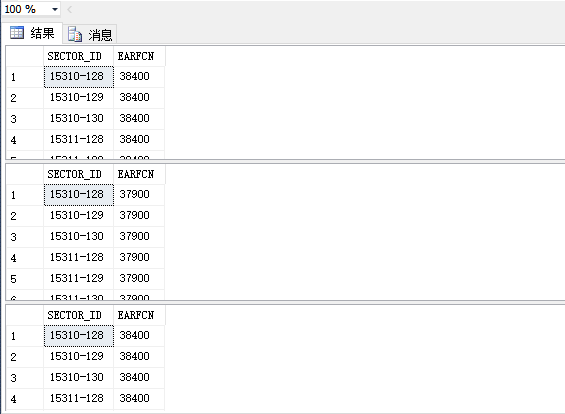 100 %
结果 消息
SECTOR_ID EARFCN
1 15310-128 38400
2 15310-129 38400
3 15310-130 38400
4 15311-128 38400
SECTOR_ID EARFCN
1 15310-128 37900
2 15310-129 37900
3 15310-130 37900
4 15311-128 37900
5 15311-129 37900
6 15311-130 37900
SECTOR_ID EARFCN
1 15310-128 38400
2 15310-129 38400
3 15310-130 38400
4 15311-128 38400